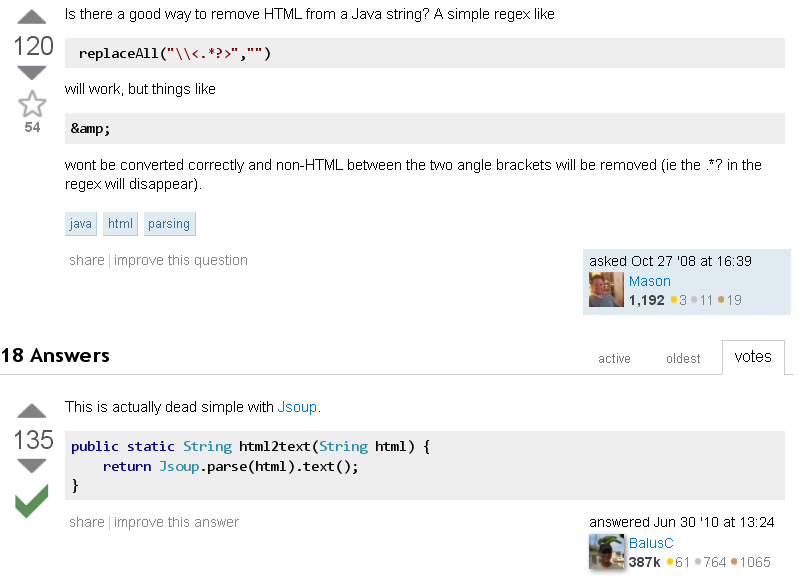 Is there a good way to remove HTML from a Java string? A simple regex like
120
replaceAll("\\<.*?>","")
will work, but things like
54
&amp;
wont be converted correctly and non-HTML between the two angle brackets will be removed (ie the .*? in the
regex will disappear).
java html parsing
share | improve this question
asked Oct 27 '08 at 16:39
Mason
1,192 3 11 19
18 Answers
active oldest votes
This is actually dead simple with Jsoup.
135
public static String html2text(String html) {
    return Jsoup.parse(html).text();
}
share | improve this answer
answered Jun 30 '10 at 13:24
BalusC
387k 61 764 1065